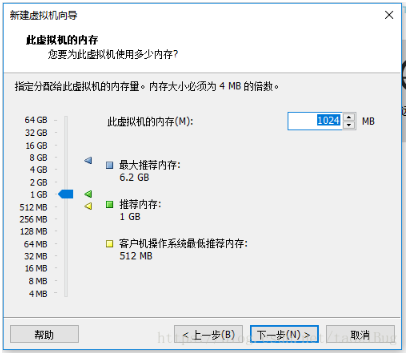 新建虚拟机向导
此虚拟机的内存
您要为此虚拟机使用多少内存?
指定分配给此虚拟机的内存量。内存大小必须为 4 MB 的倍数。
64 GB
32 GB
16 GB
8 GB
4 GB
2 GB
1 GB
512 MB
256 MB
128 MB
64 MB
32 MB
16 MB
8 MB
4 MB
此虚拟机的内存(M):
1024
MB
最大推荐内存:
6.2 GB
推荐内存:
1 GB
客户机操作系统最低推荐内存:
512 MB
帮助
< 上一步(B)
下一步(N) >
取消